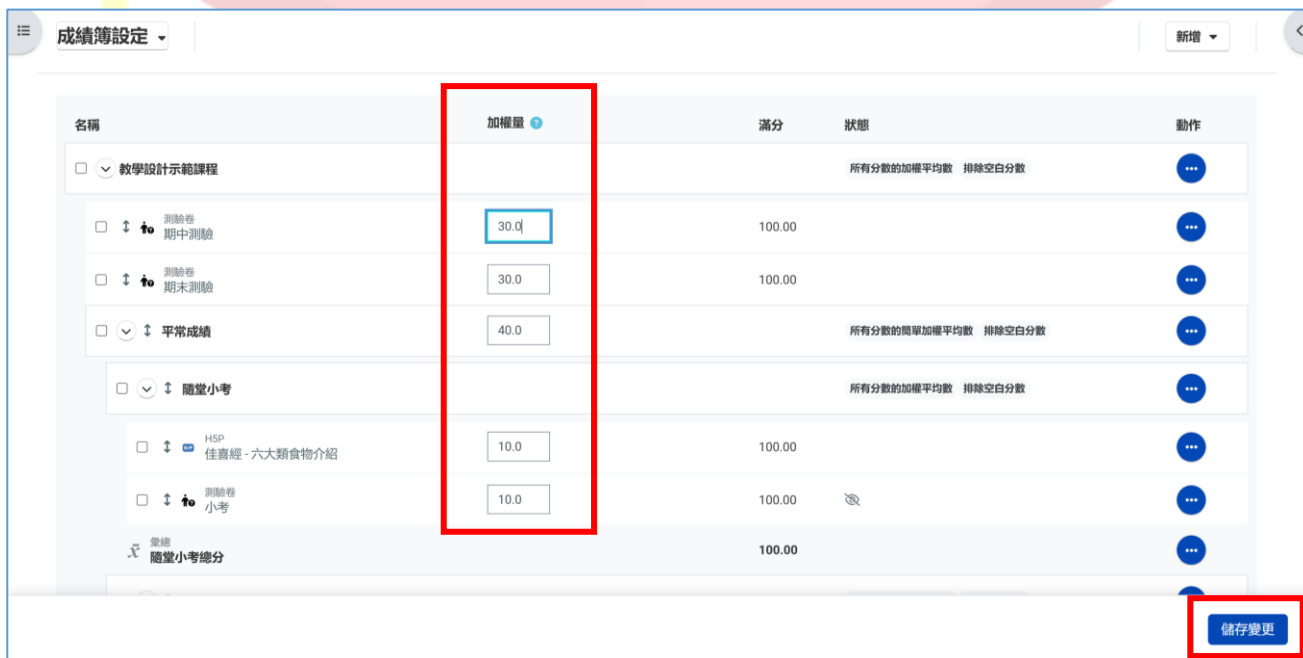 成績簿設定
新增
名稱 加權量 ? 滿分 狀態 動作
教學設計示範課程 所有分數的加權平均數 排除空白分數
測驗卷
期中測驗 30.0 100.00
測驗卷
期末測驗 30.0 100.00
平常成績 40.0 所有分數的簡單加權平均數 排除空白分數
隨堂小考 所有分數的加權平均數 排除空白分數
H5P
佳喜經 - 六大類食物介紹 10.0 100.00
測驗卷
小考 10.0 100.00
彙總
隨堂小考總分 100.00
儲存變更